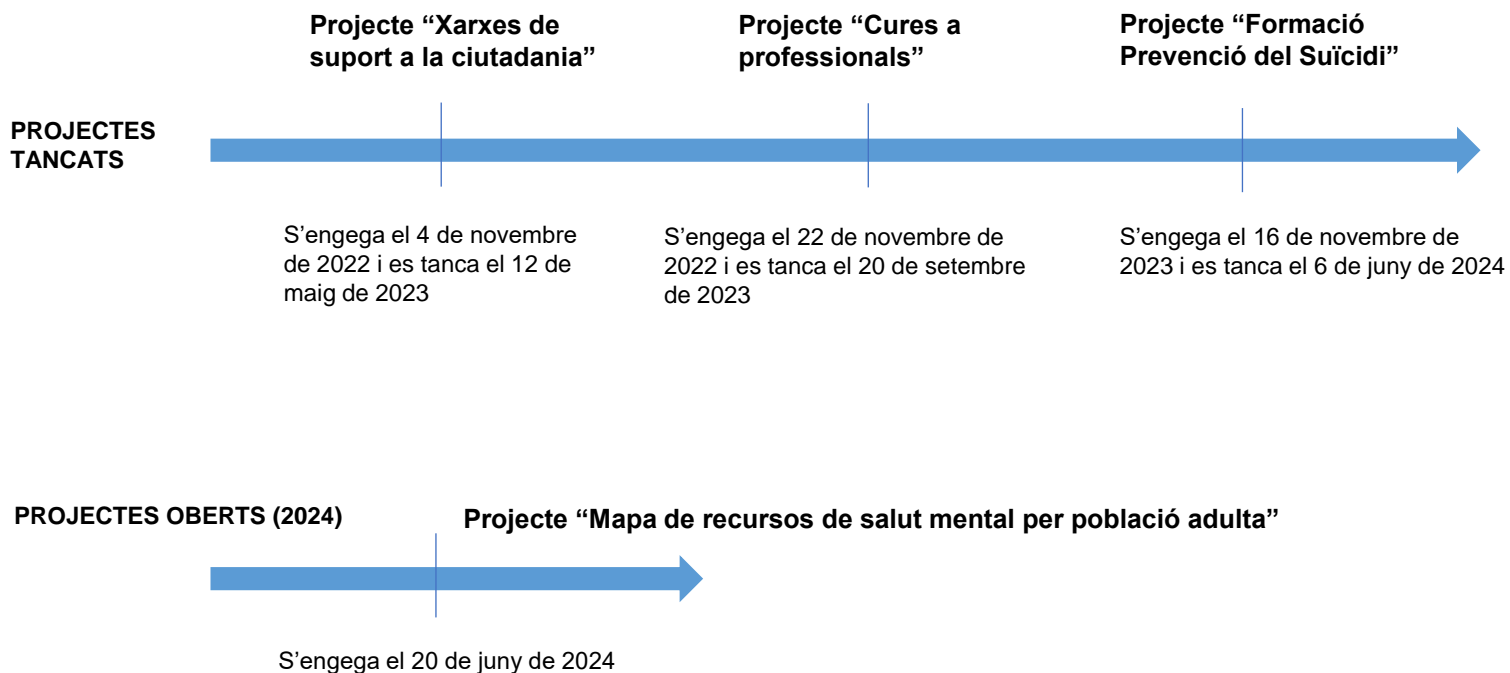 Projecte “Xarxes de
suport a la ciutadania”
Projecte “Cures a
professionals”
Projecte “Formació
Prevenció del Suïcidi”
PROJECTES
TANCATS
S’engega el 4 de novembre
de 2022 i es tanca el 12 de
maig de 2023
S’engega el 22 de novembre de
2022 i es tanca el 20 de setembre
de 2023
S’engega el 16 de novembre de
2023 i es tanca el 6 de juny de 2024
PROJECTES OBERTS (2024)
Projecte “Mapa de recursos de salut mental per població adulta”
S’engega el 20 de juny de 2024